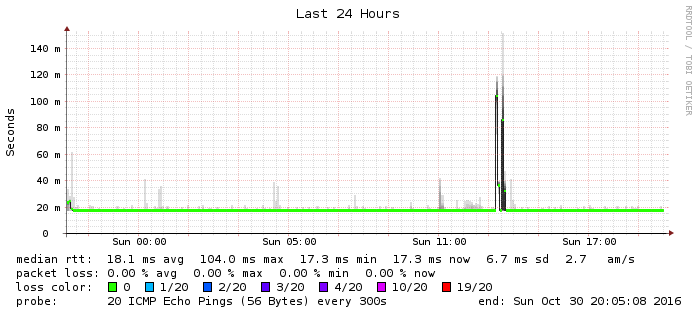 Last 24 Hours
RRDTOOL / TOBI OETIKER
Seconds
140 m
120 m
100 m
80 m
60 m
40 m
20 m
0
Sun 00:00 Sun 05:00 Sun 11:00 Sun 17:00
median rtt: 18.1 ms avg 104.0 ms max 17.3 ms min 17.3 ms now 6.7 ms sd 2.7 am/s
packet loss: 0.00 % avg 0.00 % max 0.00 % min 0.00 % now
loss color: 0 1/20 2/20 3/20 4/20 10/20 19/20
probe: 20 ICMP Echo Pings (56 Bytes) every 300s end: Sun Oct 30 20:05:08 2016